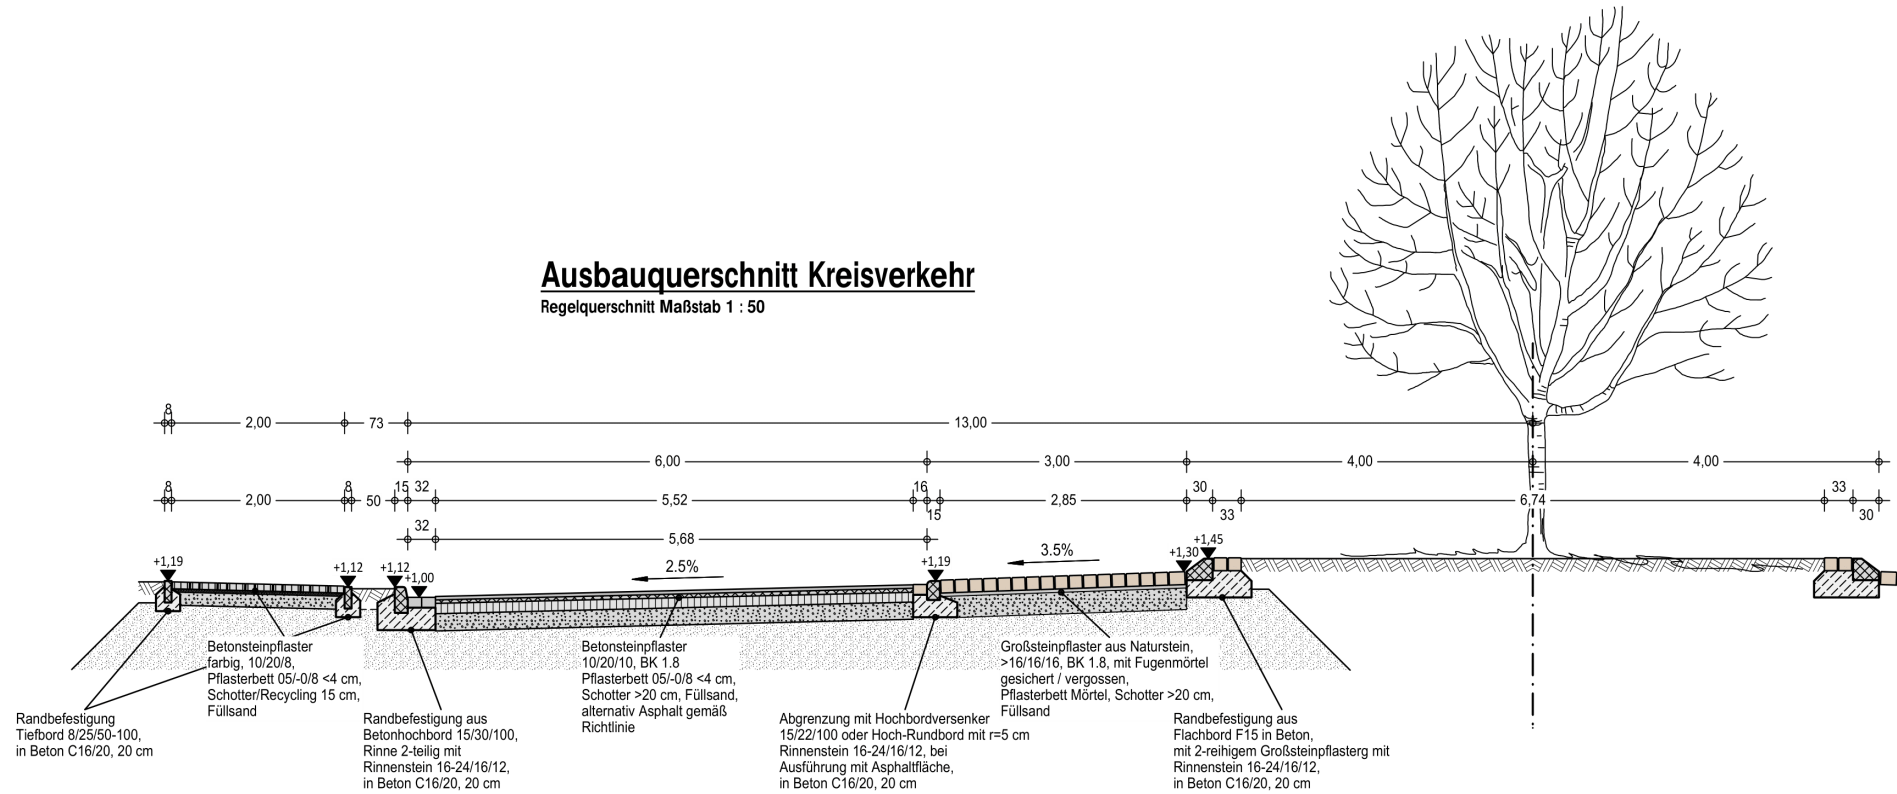 Ausbauquerschnitt Kreisverkehr
Regelquerschnitt Maßstab 1 : 50
8
2,00
73
13,00
6,00
3,00
4,00
4,00
8
2,00
8
50
15
32
5,52
16
15
2,85
30
33
6,74
33
30
32
5,68
+1,19
+1,12
+1,12
+1,00
2.5%
+1,19
3.5%
+1,30
+1,45
Betonsteinpflaster
farbig, 10/20/8,
Pflasterbett 05/-0/8 <4 cm,
Schotter/Recycling 15 cm,
Füllsand
Betonsteinpflaster
10/20/10, BK 1.8
Pflasterbett 05/-0/8 <4 cm,
Schotter >20 cm, Füllsand,
alternativ Asphalt gemäß
Richtlinie
Großsteinpflaster aus Naturstein,
>16/16/16, BK 1.8, mit Fugenmörtel
gesichert / vergossen,
Pflasterbett Mörtel, Schotter >20 cm,
Füllsand
Randbefestigung
Tiefbord 8/25/50-100,
in Beton C16/20, 20 cm
Randbefestigung aus
Betonhochbord 15/30/100,
Rinne 2-teilig mit
Rinnenstein 16-24/16/12,
in Beton C16/20, 20 cm
Abgrenzung mit Hochbordversenker
15/22/100 oder Hoch-Rundbord mit r=5 cm
Rinnenstein 16-24/16/12, bei
Ausführung mit Asphaltfläche,
in Beton C16/20, 20 cm
Randbefestigung aus
Flachbord F15 in Beton,
mit 2-reihigem Großsteinpflasterg mit
Rinnenstein 16-24/16/12,
in Beton C16/20, 20 cm